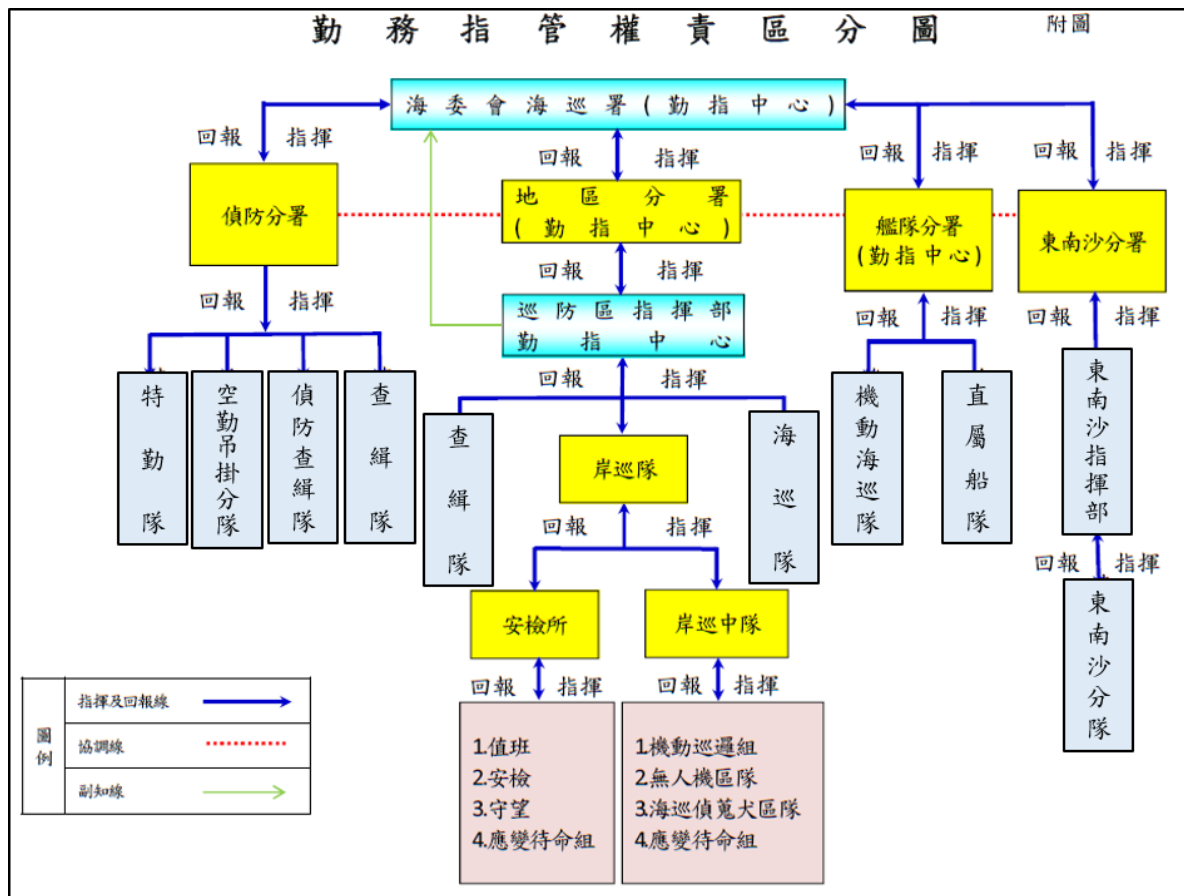 勤務指管權責區分圖
附圖
海委會海巡署(勤指中心)
回報 指揮
回報 指揮
回報 指揮
回報 指揮
偵防分署
地區分署
(勤指中心)
艦隊分署
(勤指中心)
東南沙分署
回報 指揮
回報 指揮
回報 指揮
回報 指揮
巡防區指揮部
勤指中心
回報 指揮
特勤隊
空勤吊掛分隊
偵防查緝隊
查緝隊
查緝隊
岸巡隊
海巡隊
機動海巡隊
直屬船隊
東南沙指揮部
回報 指揮
回報 指揮
安檢所
岸巡中隊
東南沙分隊
回報 指揮
回報 指揮
1.值班
2.安檢
3.守望
4.應變待命組
1.機動巡邏組
2.無人機區隊
3.海巡偵蒐犬區隊
4.應變待命組
圖例
指揮及回報線
協調線
副知線